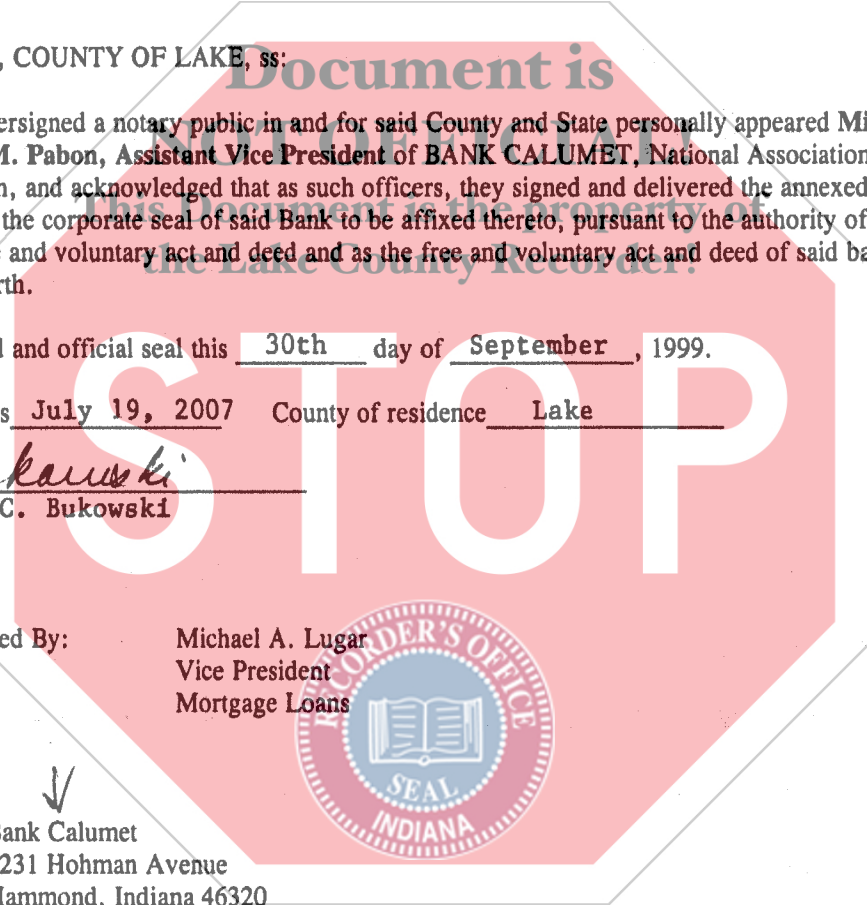 , COUNTY OF LAKE, ss:
Document is
ersigned a notary public in and for said County and State personally appeared Mi
NOT OFFICIAL
M. Pabon, Assistant Vice President of BANK CALUMET, National Association
n, and acknowledged that as such officers, they signed and delivered the annexed
This Document is the property of
the corporate seal of said Bank to be affixed thereto, pursuant to the authority of
and voluntary act and deed and as the free and voluntary act and deed of said ba
the Lake County Recorder!
rth.
and official seal this 30th day of September, 1999.
STOP
s July 19, 2007 County of residence Lake
kowski
C. Bukowski
ed By: Michael A. Lugar
Vice President
Mortgage Loans
RECORDER'S OFFICE
SEAL
INDIANA
Bank Calumet
231 Hohman Avenue
Hammond, Indiana 46320